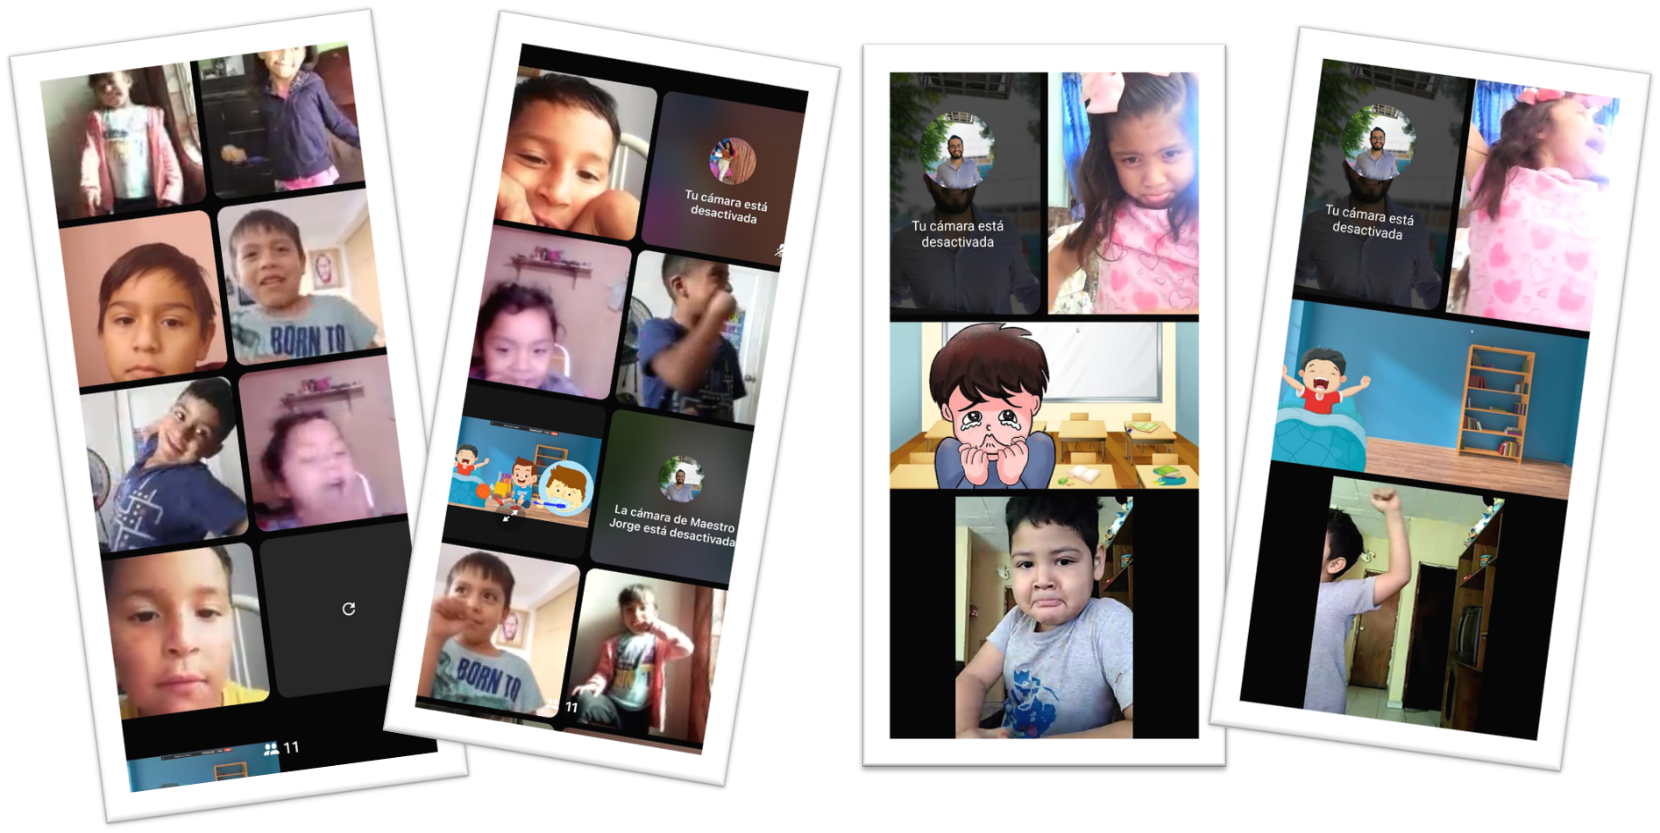 BORN TO
11
Tu cámara está
desactivada
La cámara de Maestro
Jorge está desactivada
BORN TO
11
Tu cámara está
desactivada
Tu cámara está
desactivada